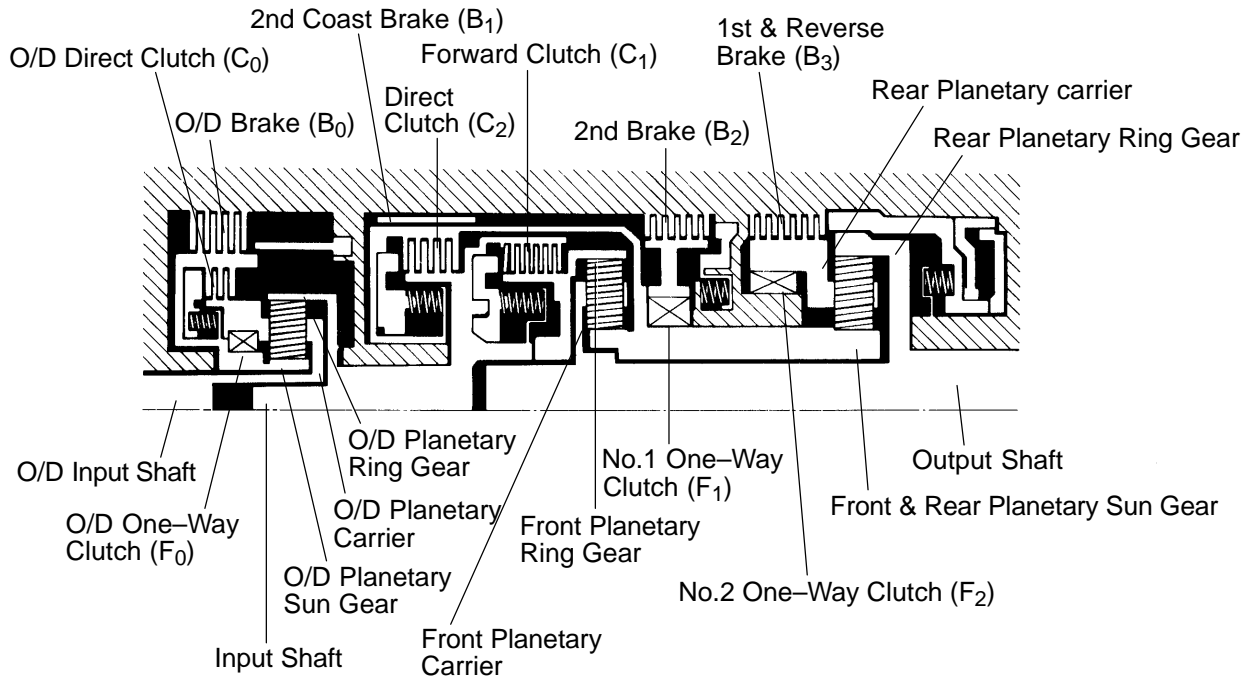 2nd Coast Brake (B1)
O/D Direct Clutch (C0)
Forward Clutch (C1)
1st & Reverse
Brake (B3)
Direct
Clutch (C2)
O/D Brake (B0)
2nd Brake (B2)
Rear Planetary carrier
Rear Planetary Ring Gear
O/D Input Shaft
O/D One–Way
Clutch (F0)
O/D Planetary
Ring Gear
O/D Planetary
Carrier
O/D Planetary
Sun Gear
Input Shaft
Front Planetary
Carrier
Front Planetary
Ring Gear
No.1 One–Way
Clutch (F1)
Output Shaft
Front & Rear Planetary Sun Gear
No.2 One–Way Clutch (F2)